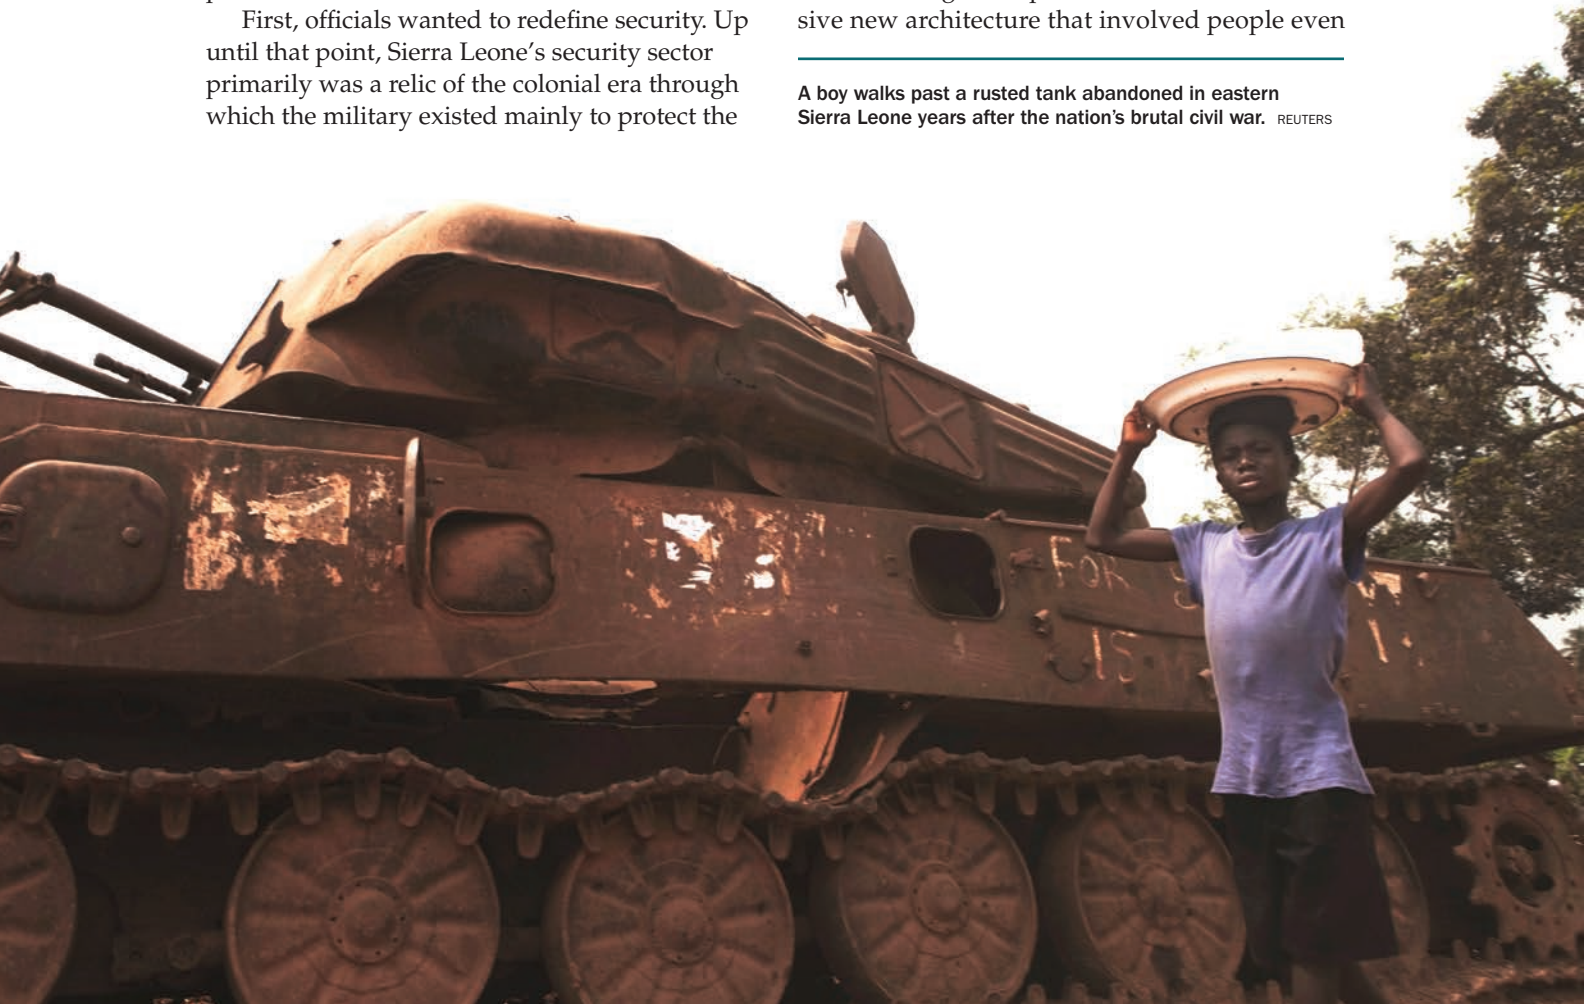 First, officials wanted to redefine security. Up
until that point, Sierra Leone’s security sector
primarily was a relic of the colonial era through
which the military existed mainly to protect the
sive new architecture that involved people even
A boy walks past a rusted tank abandoned in eastern
Sierra Leone years after the nation’s brutal civil war. REUTERS
FOR
IS